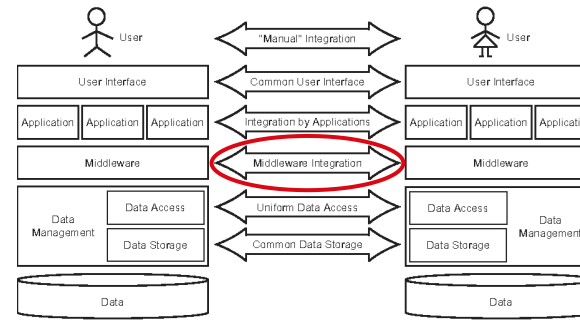 User "Manual" Integration User
User Interface Common User Interface User Interface
Application Application Application Integration by Applications Application Application Applicati
Middleware Middleware Integration Middleware
Data Access Uniform Data Access Data Access
Data Management Data Management
Data Storage Common Data Storage Data Storage
Data Data